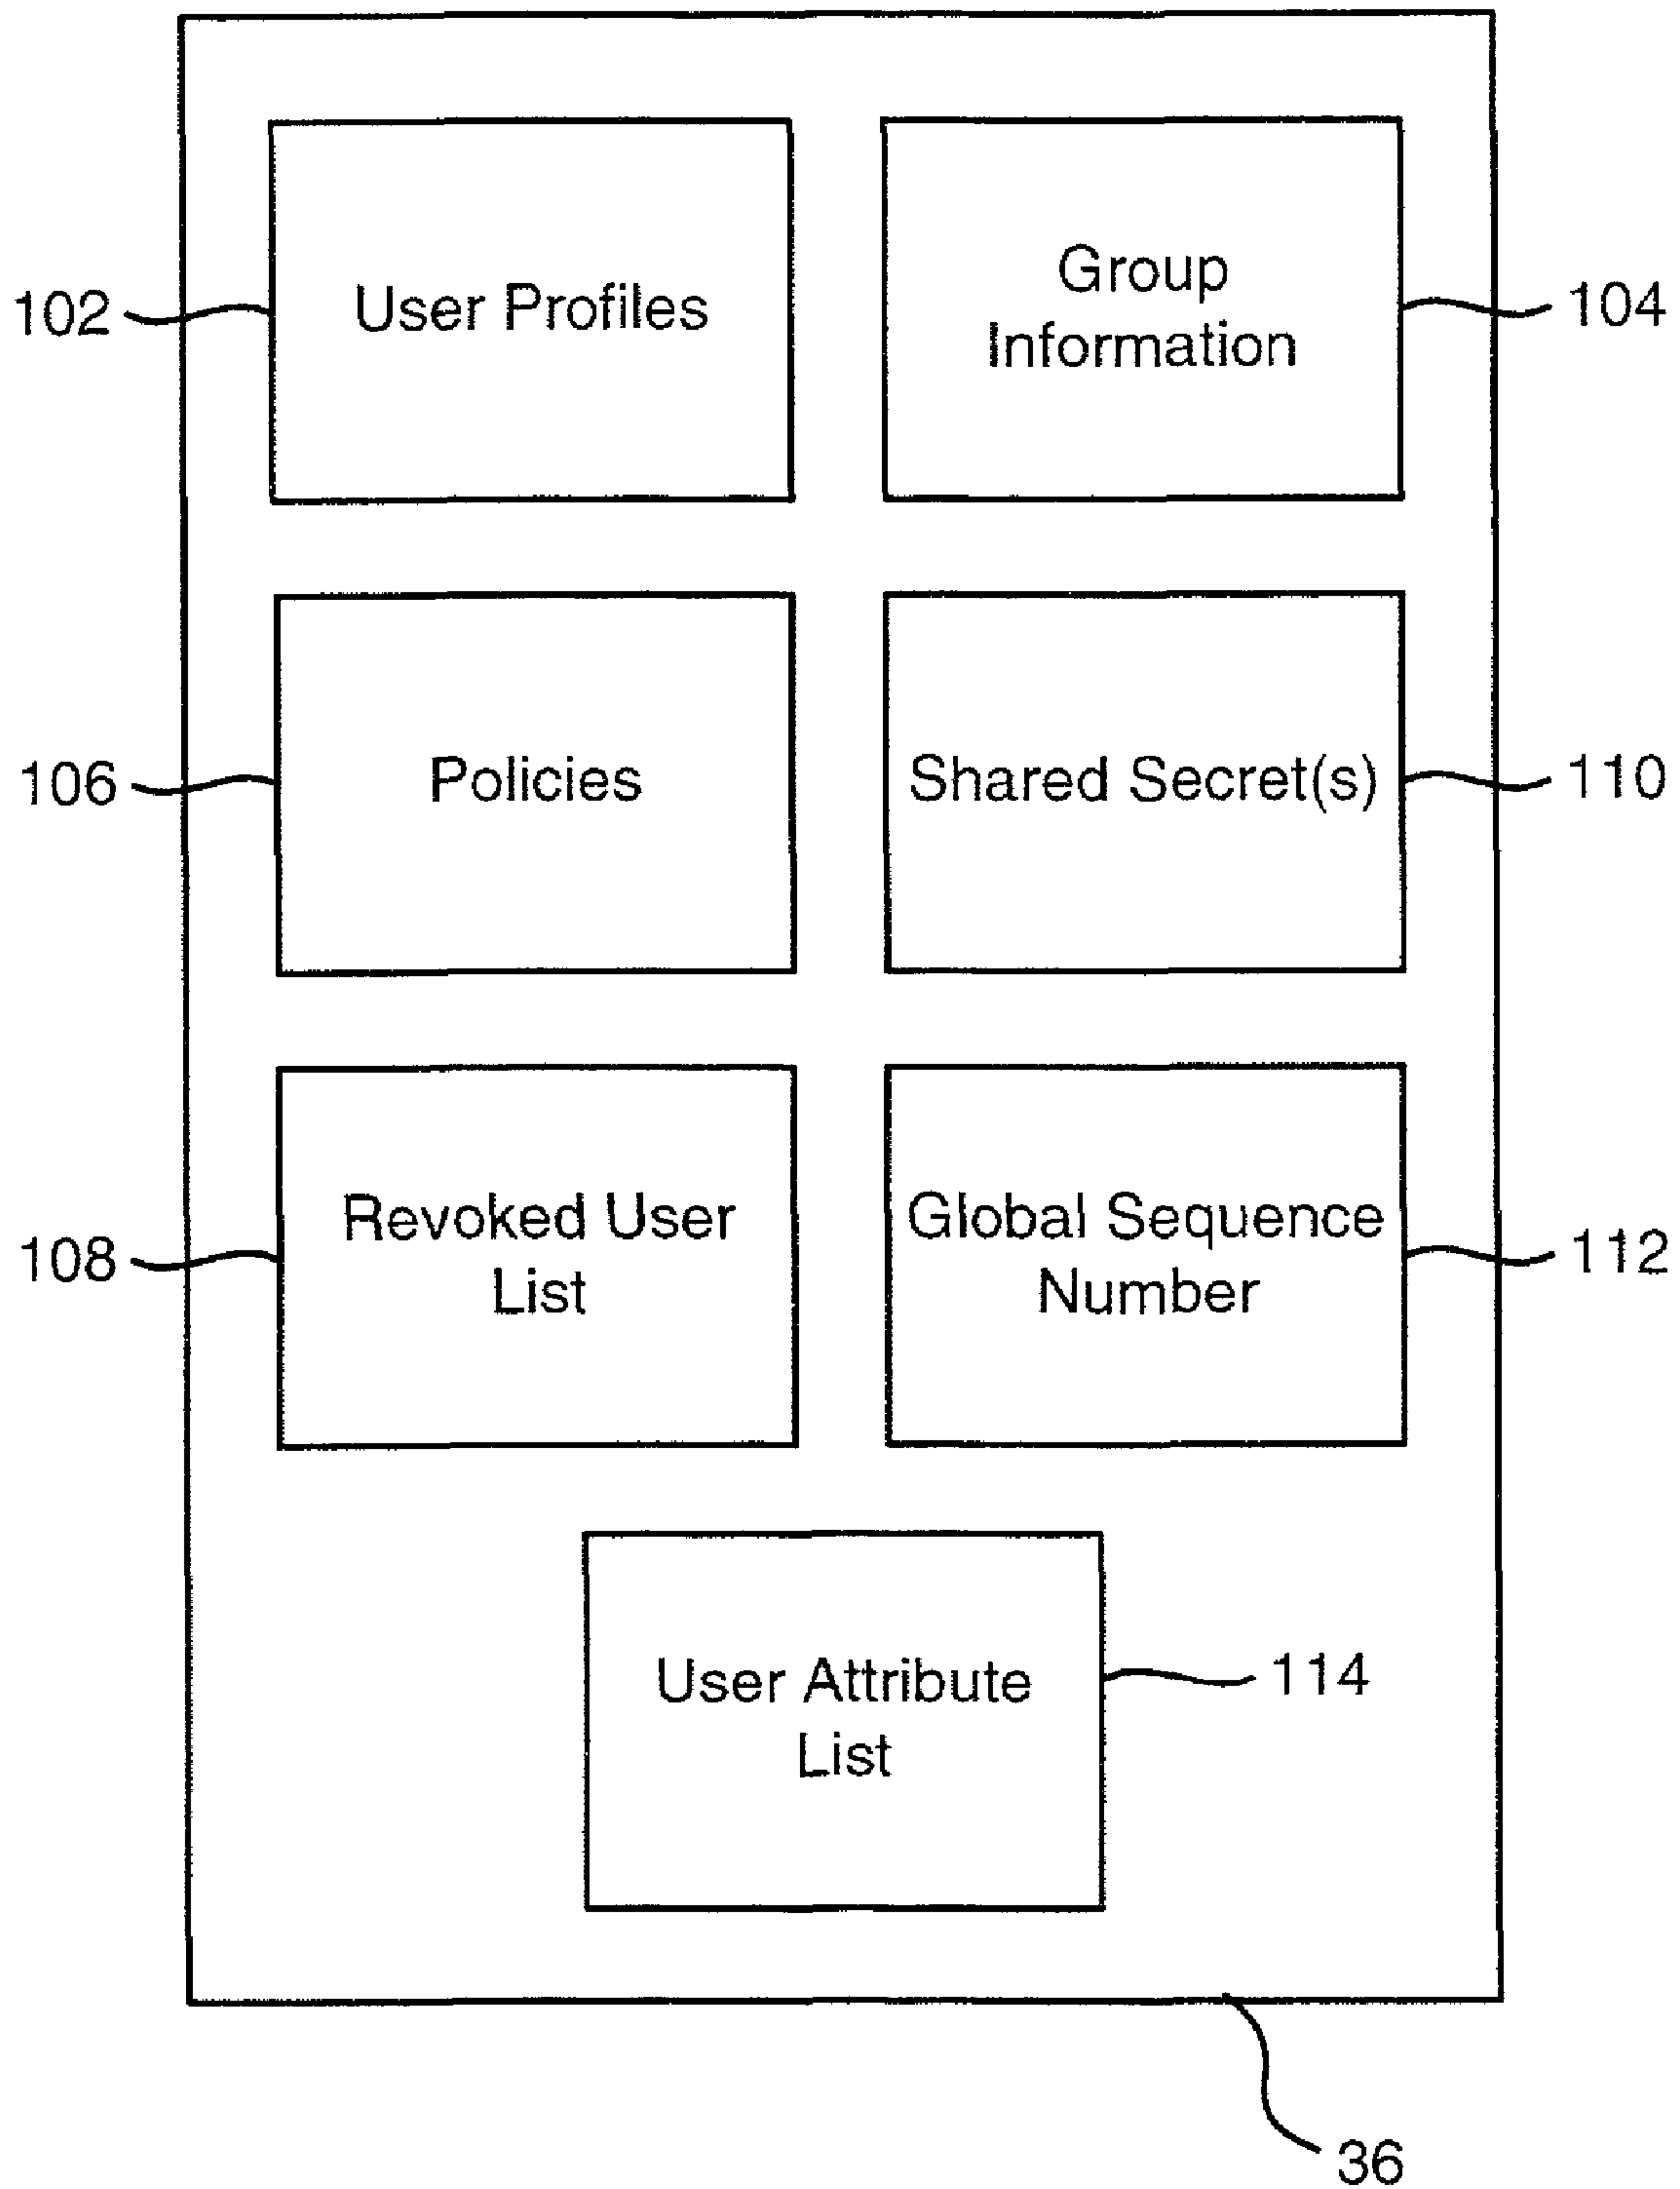 102
User Profiles
Group
Information
104
106
Policies
Shared Secret(s)
110
108
Revoked User
List
Global Sequence
Number
112
User Attribute
List
114
36